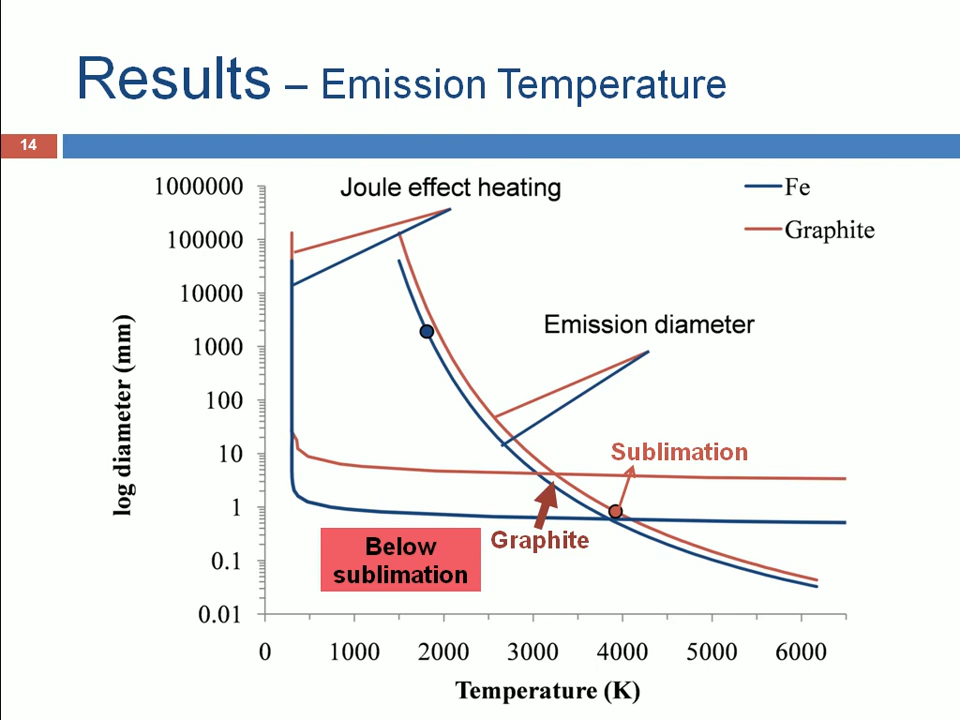 Results – Emission Temperature
14
Joule effect heating
Fe
Graphite
Emission diameter
Sublimation
Graphite
Below
sublimation
log diameter (mm)
1000000
100000
10000
1000
100
10
1
0.1
0.01
0 1000 2000 3000 4000 5000 6000
Temperature (K)